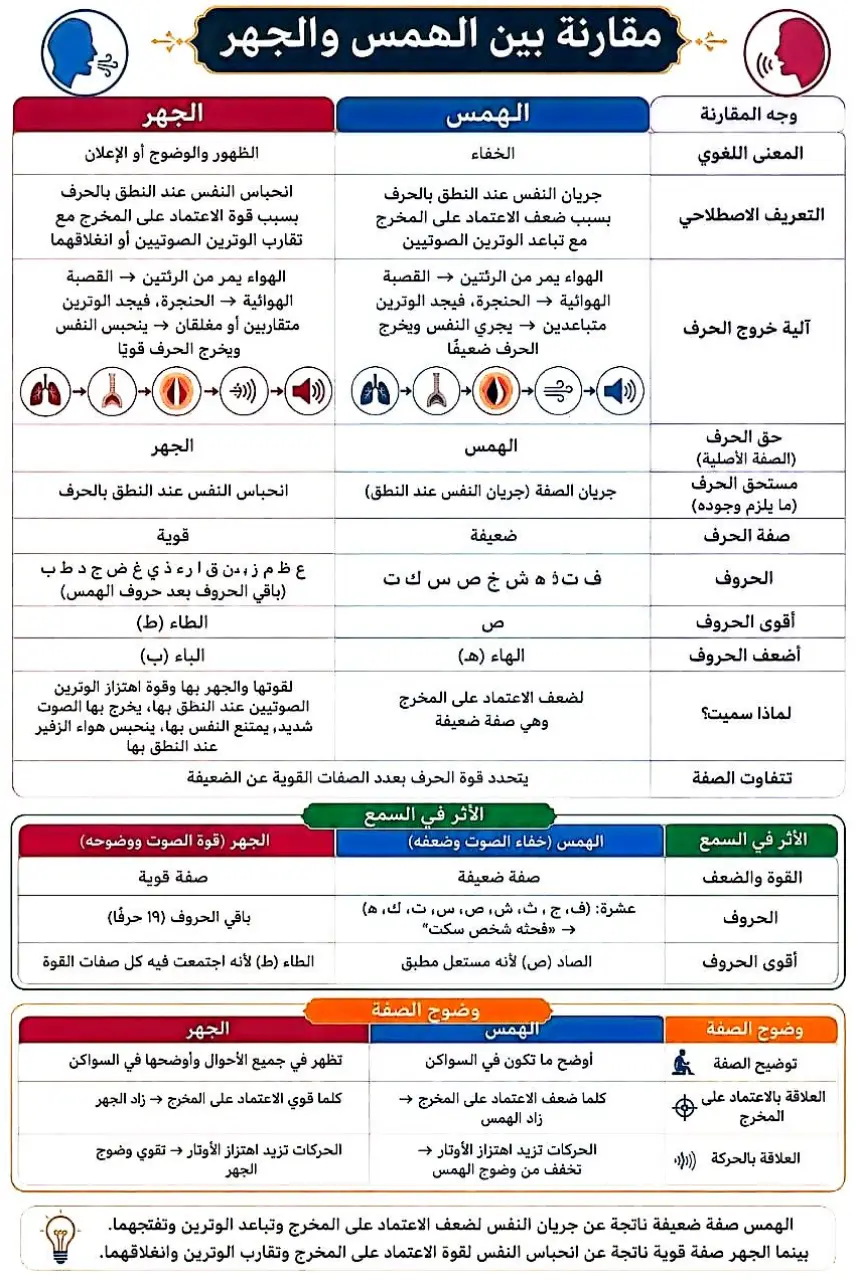 مقارنة بين الهمس والجهر
وجه المقارنة
الهمس
الجهر
المعنى اللغوي
الخفاء
الظهور والوضوح أو الإعلان
التعريف الاصطلاحي
جريان النفس عند النطق بالحرف
بسبب ضعف الاعتماد على المخرج
مع تباعد الوترين الصوتيين
انحباس النفس عند النطق بالحرف
بسبب قوة الاعتماد على المخرج مع
تقارب الوترين الصوتيين أو انغلاقهما
آلية خروج الحرف
الهواء يمر من الرئتين → القصبة
الهوائية → الحنجرة، فيجد الوترين
متباعدين → يجري النفس ويخرج
الحرف ضعيفًا
الهواء يمر من الرئتين → القصبة
الهوائية → الحنجرة، فيجد الوترين
متقاربين أو مغلقان → ينحبس النفس
ويخرج الحرف قويًا
حق الحرف
(الصفة الأصلية)
الهمس
الجهر
مستحق الحرف
(ما يلزم وجوده)
جريان الصفة (جريان النفس عند النطق)
انحباس النفس عند النطق بالحرف
صفة الحرف
ضعيفة
قوية
الحروف
ف ت ث ه ش خ ص س ك ت
ع ظ م ز ن ق ا ر ء ذ ي غ ض ج د ط ب
(باقي الحروف بعد حروف الهمس)
أقوى الحروف
ص
الطاء (ط)
أضعف الحروف
الهاء (هـ)
الباء (ب)
لماذا سميت؟
لضعف الاعتماد على المخرج
وهي صفة ضعيفة
لقوتها والجهر بها وقوة اهتزاز الوترين
الصوتيين عند النطق بها، يخرج بها الصوت
شديد, يمتنع النفس بها، ينحبس هواء الزفير
عند النطق بها
تتفاوت الصفة
يتحدد قوة الحرف بعدد الصفات القوية عن الضعيفة
الأثر في السمع
الأثر في السمع
الهمس (خفاء الصوت وضعفه)
الجهر (قوة الصوت ووضوحه)
القوة والضعف
صفة ضعيفة
صفة قوية
الحروف
عشرة: (ف، ج , ث، ش, ص، س، ت، ك، ه)
→ «فحثه شخص سكت“
باقي الحروف (١٩ حرفًا)
أقوى الحروف
الصاد (ص) لأنه مستعل مطبق
الطاء (ط) لأنه اجتمعت فيه كل صفات القوة
وضوح الصفة
وضوح الصفة
الهمس
الجهر
توضيح الصفة
أوضح ما تكون في السواكن
تظهر في جميع الأحوال وأوضحها في السواكن
العلاقة بالاعتماد على
المخرج
كلما ضعف الاعتماد على المخرج →
زاد الهمس
كلما قوي الاعتماد على المخرج → زاد الجهر
العلاقة بالحركة
الحركات تزيد اهتزاز الأوتار →
تخفف من وضوح الهمس
الحركات تزيد اهتزاز الأوتار → تقوي وضوح
الجهر
الهمس صفة ضعيفة ناتجة عن جريان النفس لضعف الاعتماد على المخرج وتباعد الوترين وتفتجهما.
بينما الجهر صفة قوية ناتجة عن انحباس النفس لقوة الاعتماد على المخرج وتقارب الوترين وانغلاقهما.